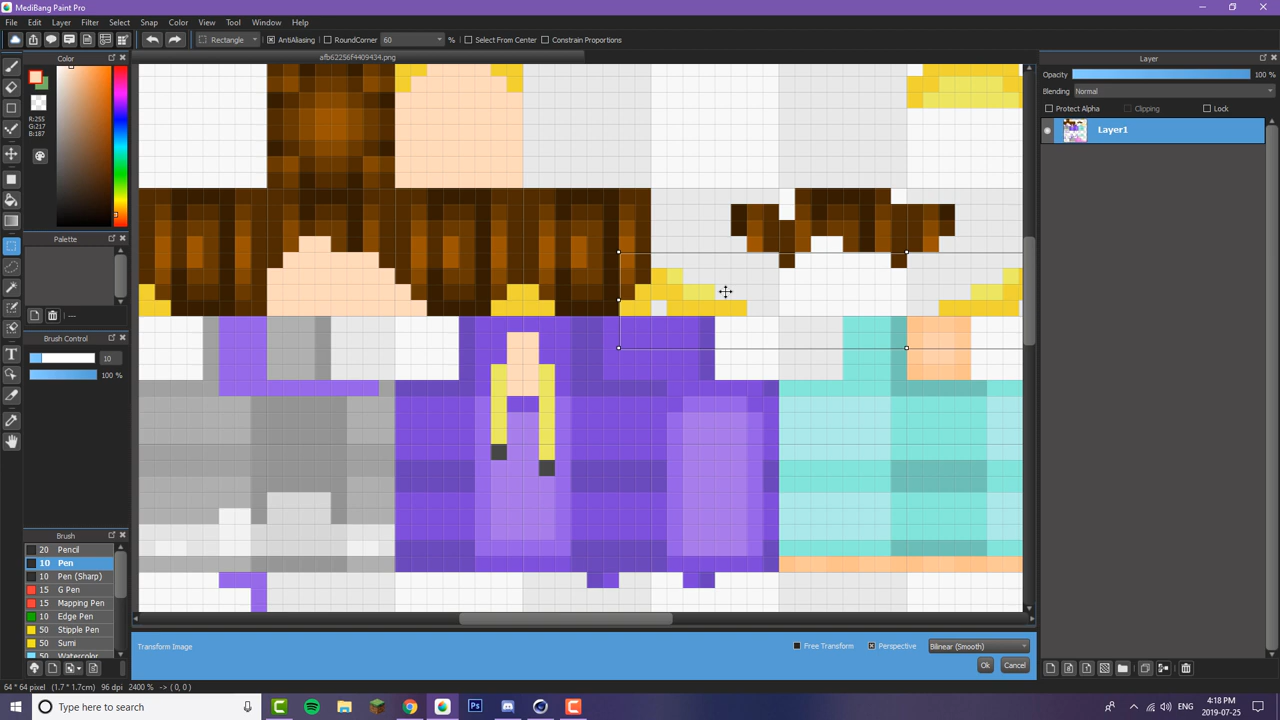 MediBang Paint Pro
File Edit View Layer Filter Select Snap Color View Tool Window Help
Rectangle AntiAliasing RoundCorner 60 % Select From Center Constrain Proportions
Color
afb62256f4409434.png
Layer
R:255
G:217
B:187
Opacity 100 %
Blending Normal
Protect Alpha Clipping Lock
Layer1
Palette
---
Brush Control
10
100 %
Brush
20 Pencil
10 Pen
10 Pen (Sharp)
15 G Pen
15 Mapping Pen
10 Edge Pen
50 Stipple Pen
50 Sumi
50 Watercolor
Transform Image
Free Transform Perspective Bilinear (Smooth)
Ok Cancel
64 * 64 pixel (1.7 * 1.7cm) 96 dpi 2400 % -> ( 0, 0 )
Type here to search
4:18 PM
2019-07-25